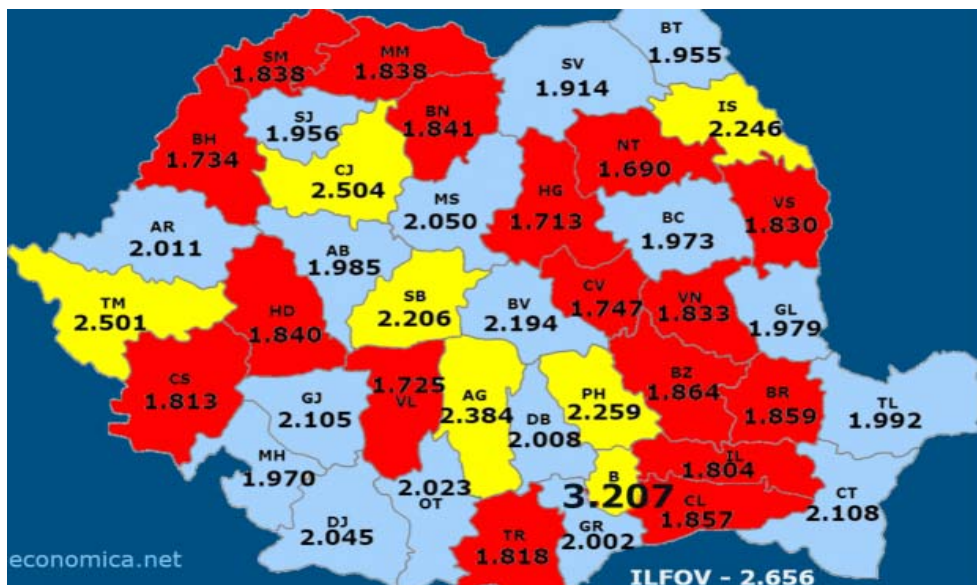 BT
1.955
SM
1.838
MM
1.838
SV
1.914
IS
2.246
SJ
1.956
BN
1.841
BH
1.734
NT
1.690
CJ
2.504
MS
2.050
HG
1.713
BC
1.973
VS
1.830
AR
2.011
AB
1.985
TM
2.501
HD
1.840
SB
2.206
BV
2.194
CV
1.747
VN
1.833
GL
1.979
CS
1.813
GJ
2.105
1.725
VL
AG
2.384
DB
2.008
PH
2.259
BZ
1.864
BR
1.859
TL
1.992
MH
1.970
2.023
OT
B
3.207
IL
1.804
CL
1.857
CT
2.108
DJ
2.045
TR
1.818
GR
2.002
economica.net
ILFOV - 2.656